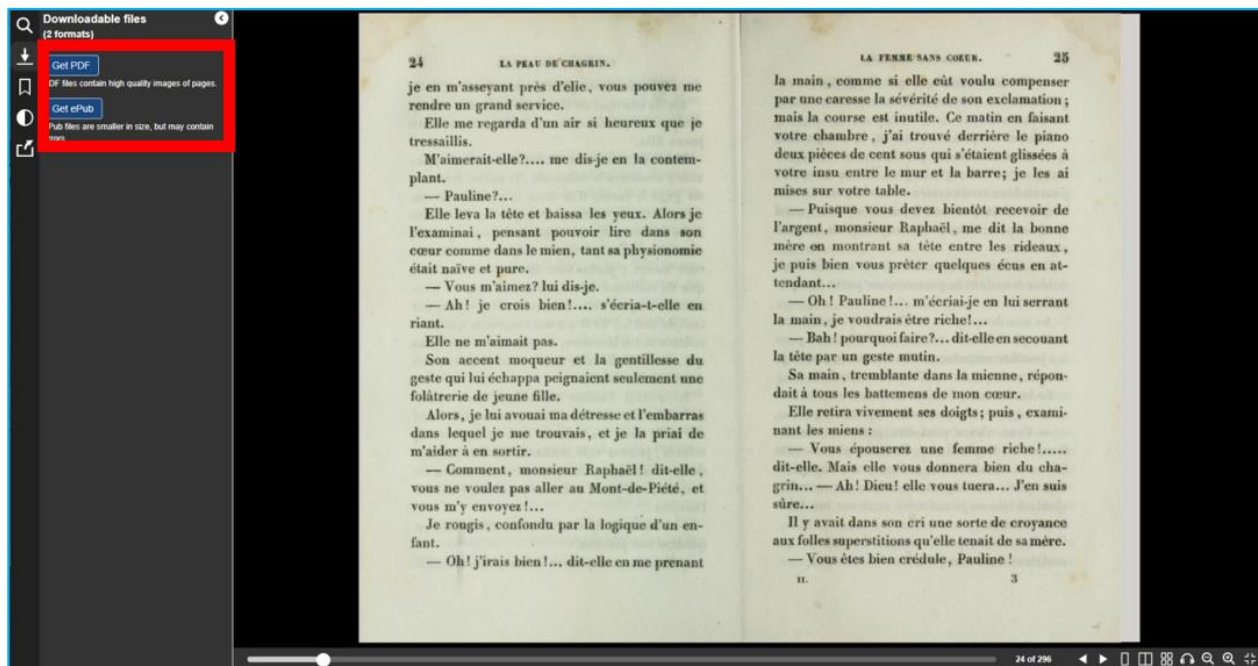 Downloadable files
(2 formats)
Get PDF
PDF files contain high quality images of pages.
Get ePub
ePub files are smaller in size, but may contain
errors.
24 LA PEAU DE CHAGRIN.
je en m'asseyant près d'elle, vous pouvez me
rendre un grand service.
Elle me regarda d'un air si heureux que je
tressaillis.
M'aimerait-elle?.... me dis-je en la contem-
plant.
— Pauline?...
Elle leva la tête et baissa les yeux. Alors je
l'examinai, pensant pouvoir lire dans son
cœur comme dans le mien, tant sa physionomie
était naïve et pure.
— Vous m'aimez? lui dis-je.
— Ah! je crois bien!.... s'écria-t-elle en
riant.
Elle ne m'aimait pas.
Son accent moqueur et la gentillesse du
geste qui lui échappa peignaient seulement une
folâtrerie de jeune fille.
Alors, je lui avouai ma détresse et l'embarras
dans lequel je me trouvais, et je la priai de
m'aider à en sortir.
— Comment, monsieur Raphaël! dit-elle,
vous ne voulez pas aller au Mont-de-Piété, et
vous m'y envoyez!...
Je rougis, confondu par la logique d'un en-
fant.
— Oh! j'irais bien!... dit-elle en me prenant
LA FEMME SANS COEUR. 25
la main, comme si elle eût voulu compenser
par une caresse la sévérité de son exclamation;
mais la course est inutile. Ce matin en faisant
votre chambre, j'ai trouvé derrière le piano
deux pièces de cent sous qui s'étaient glissées à
votre insu entre le mur et la barre; je les ai
mises sur votre table.
— Puisque vous devez bientôt recevoir de
l'argent, monsieur Raphaël, me dit la bonne
mère en montrant sa tête entre les rideaux,
je puis bien vous prêter quelques écus en at-
tendant...
— Oh! Pauline!... m'écriai-je en lui serrant
la main, je voudrais être riche!...
— Bah! pourquoi faire?... dit-elle en secouant
la tête par un geste mutin.
Sa main, tremblante dans la mienne, répon-
dait à tous les battemens de mon cœur.
Elle retira vivement ses doigts; puis, exami-
nant les miens:
— Vous épouserez une femme riche!.....
dit-elle. Mais elle vous donnera bien du cha-
grin... — Ah! Dieu! elle vous tuera... J'en suis
sûre...
Il y avait dans son cri une sorte de croyance
aux folles superstitions qu'elle tenait de sa mère.
— Vous êtes bien crédule, Pauline!
II. 3
24 of 296